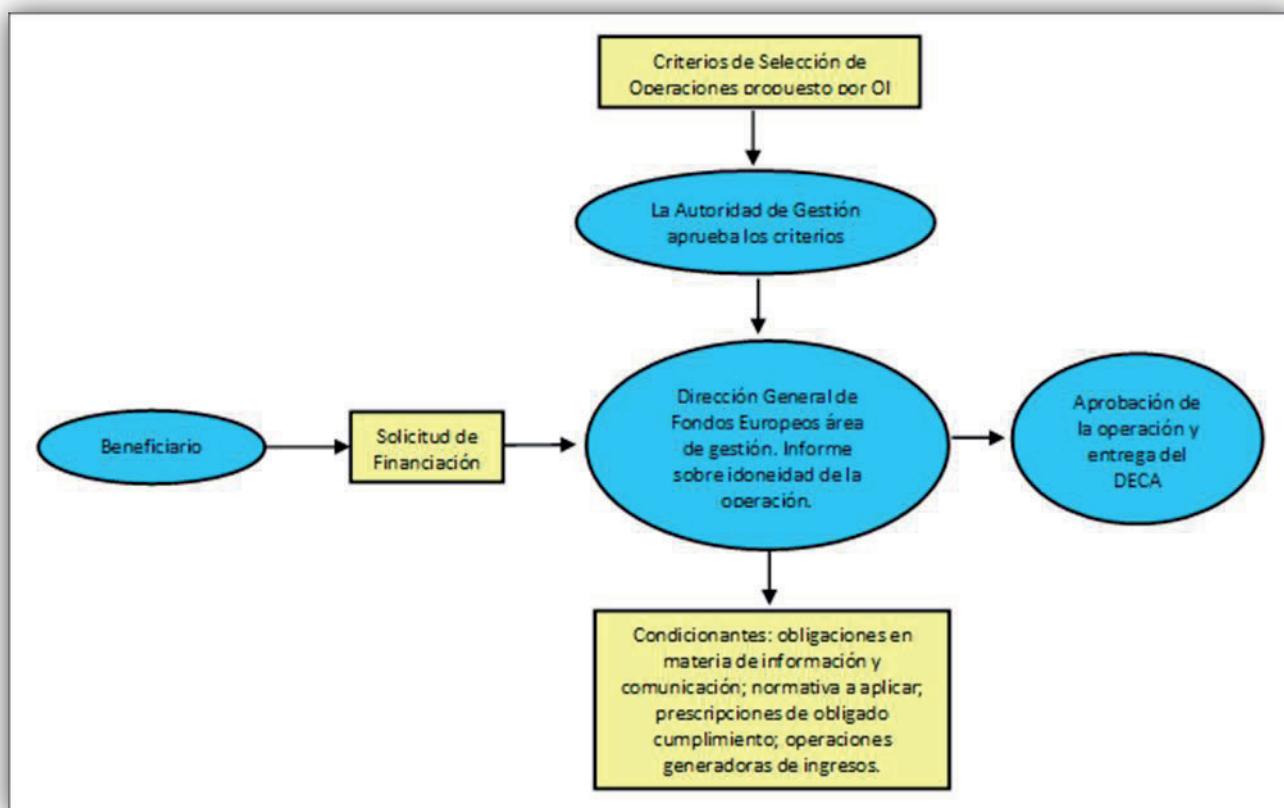 Criterios de Selección de
Operaciones propuesto por OI
La Autoridad de Gestión
aprueba los criterios
Beneficiario
Solicitud de
Financiación
Dirección General de
Fondos Europeos área
de gestión. Informe
sobre idoneidad de la
operación.
Aprobación de
la operación y
entrega del
DECA
Condicionantes: obligaciones en
materia de información y
comunicación; normativa a aplicar;
prescripciones de obligado
cumplimiento; operaciones
generadoras de ingresos.